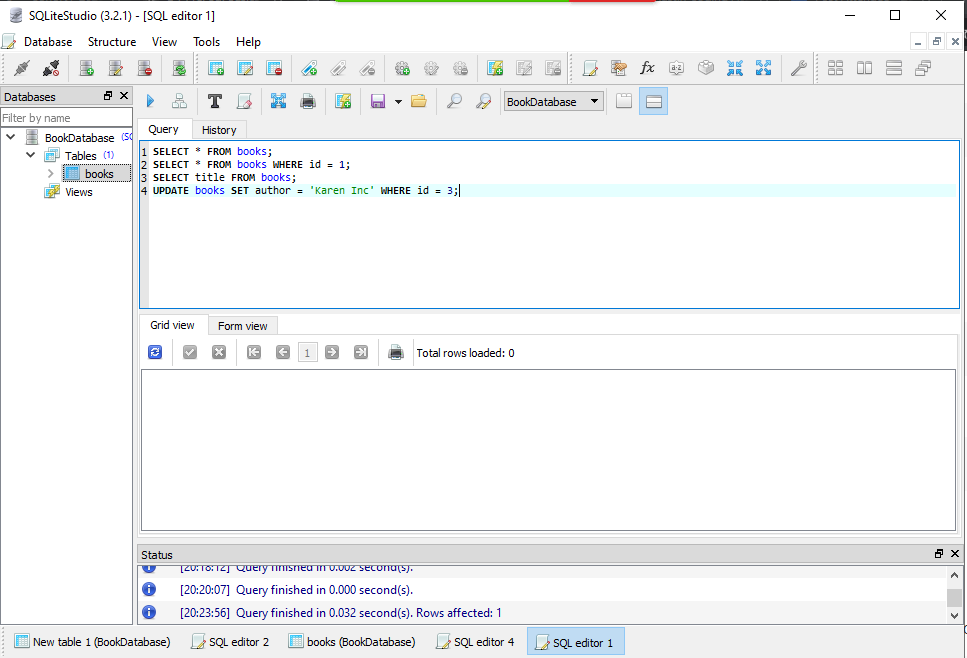 SQLiteStudio (3.2.1) - [SQL editor 1]
Database Structure View Tools Help
Databases
Filter by name
BookDatabase
Tables (1)
books
Views
BookDatabase
Query History
1 SELECT * FROM books;
2 SELECT * FROM books WHERE id = 1;
3 SELECT title FROM books;
4 UPDATE books SET author = 'Karen Inc' WHERE id = 3;
Grid view Form view
1 Total rows loaded: 0
Status
[20:18:12] Query finished in 0.002 second(s).
[20:20:07] Query finished in 0.000 second(s).
[20:23:56] Query finished in 0.032 second(s). Rows affected: 1
New table 1 (BookDatabase) SQL editor 2 books (BookDatabase) SQL editor 4 SQL editor 1